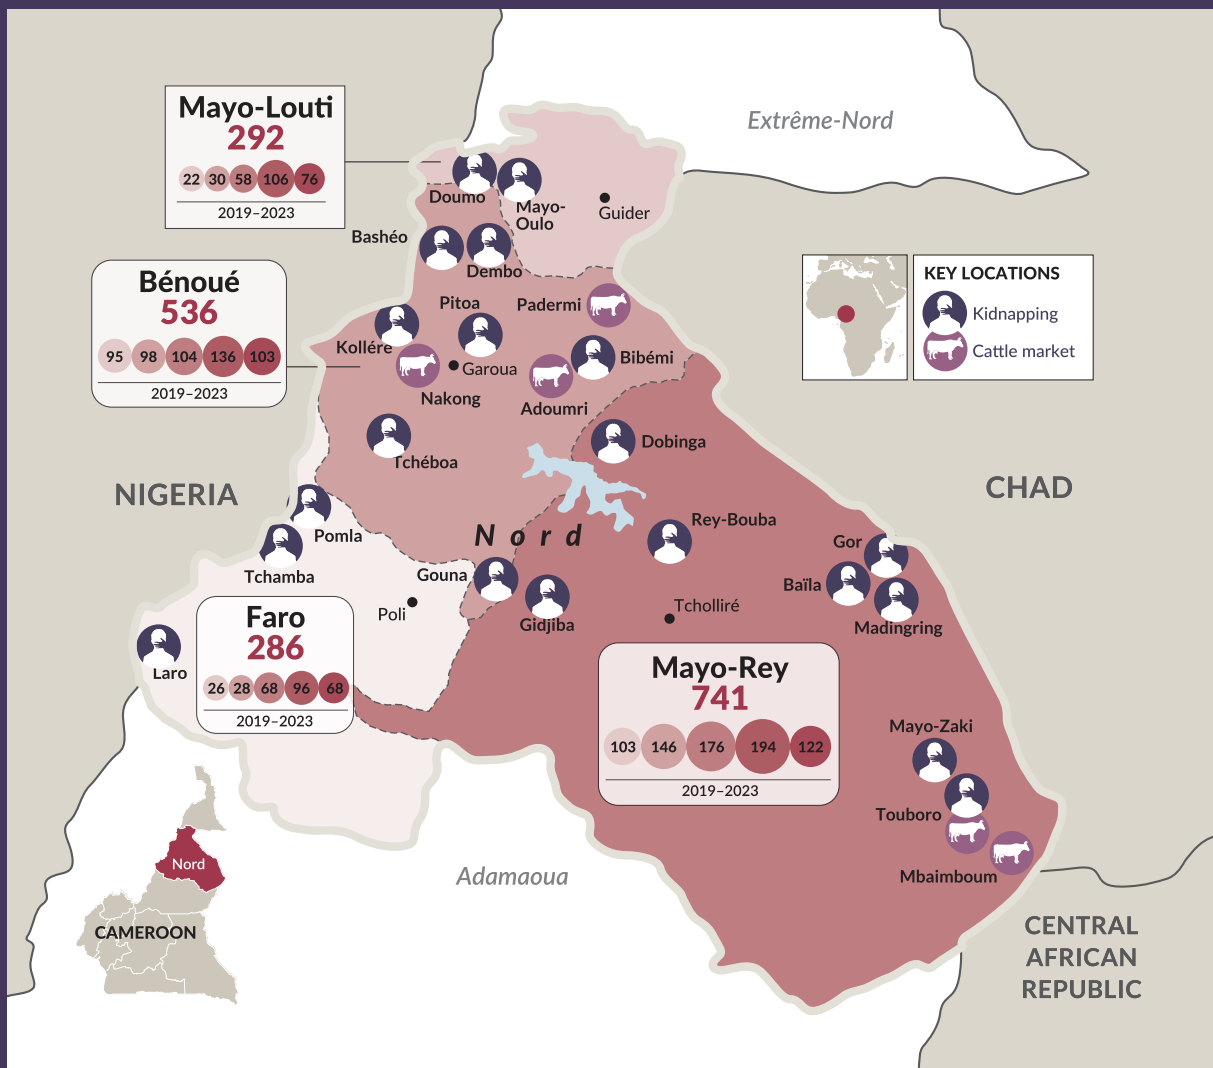 Extrême-Nord
Mayo-Louti
292
22 30 58 106 76
2019–2023
Doumo
Mayo-
Oulo
Guider
Bashéo
Dembo
Bénoué
536
95 98 104 136 103
2019–2023
Pitoa
Padermi
Kollére
Garoua
Bibémi
Nakong
Adoumri
Tchéboa
Dobinga
KEY LOCATIONS
Kidnapping
Cattle market
NIGERIA
CHAD
Pomla
Tchamba
Nord
Rey-Bouba
Gor
Gouna
Baïla
Poli
Gidjiba
Tcholliré
Madingring
Faro
286
26 28 68 96 68
2019–2023
Laro
Mayo-Rey
741
103 146 176 194 122
2019–2023
Mayo-Zaki
Touboro
Mbaimboum
Adamaoua
Nord
CAMEROON
CENTRAL
AFRICAN
REPUBLIC